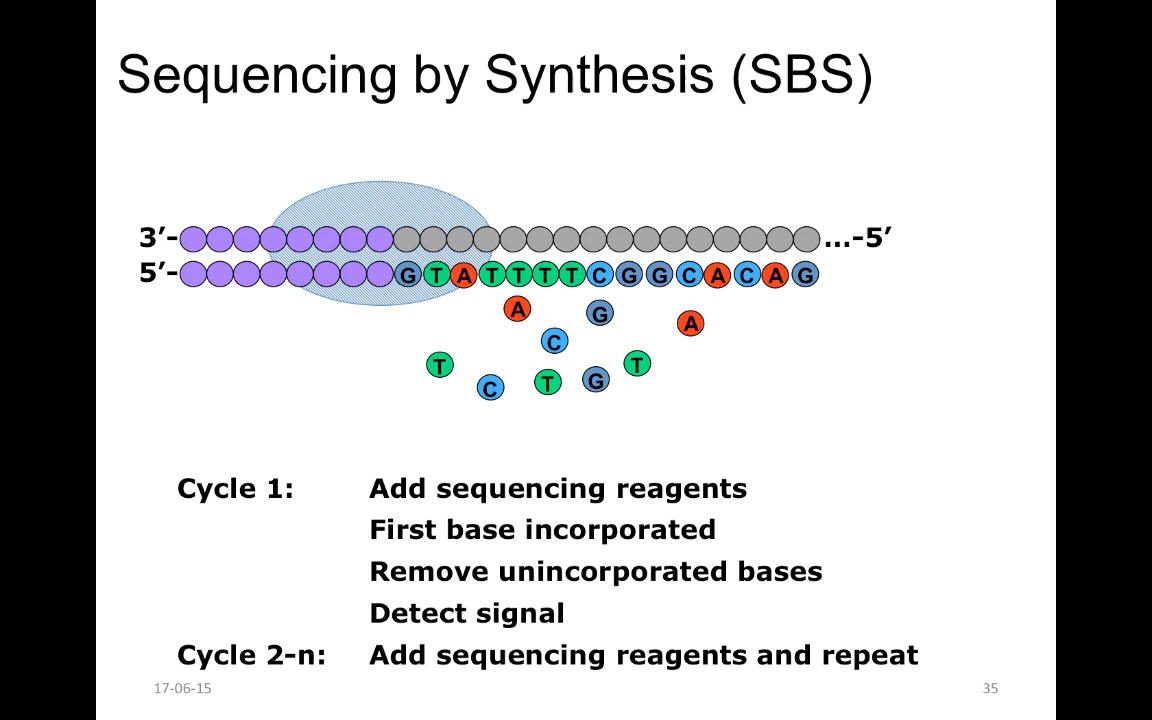 Sequencing by Synthesis (SBS)
3’- …-5’
5’- G T A T T T T C G G C A C A G
A G A
C
T T
C T G
Cycle 1: Add sequencing reagents
First base incorporated
Remove unincorporated bases
Detect signal
Cycle 2-n: Add sequencing reagents and repeat
17-06-15 35